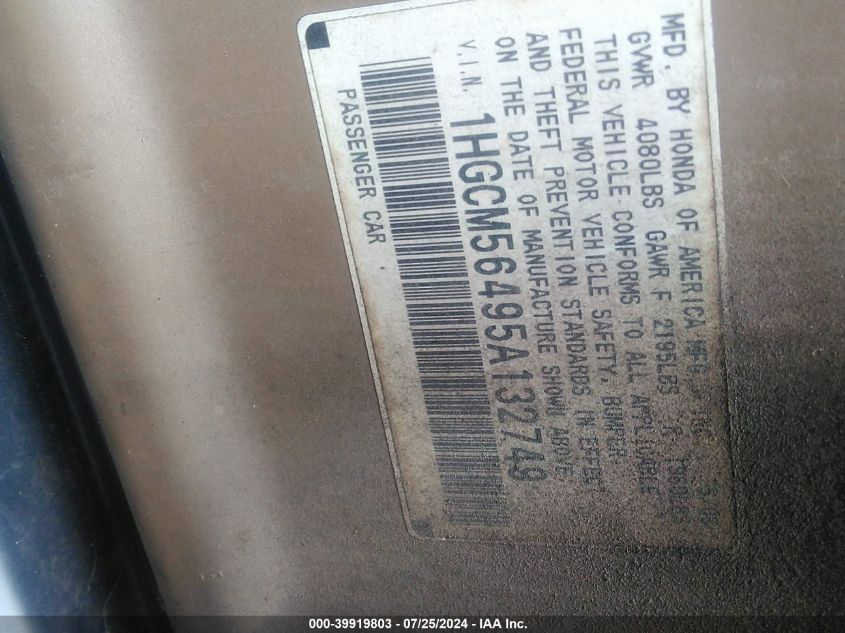 MFD. BY HONDA OF AMERICA MFG., INC.
GVWR 4080LBS GAWR F 2195LBS R
THIS VEHICLE CONFORMS TO ALL APPLICABLE
FEDERAL MOTOR VEHICLE SAFETY, BUMPER,
AND THEFT PREVENTION STANDARDS IN EFFECT
ON THE DATE OF MANUFACTURE SHOWN ABOVE.
V.I.N. 1HGCM56495A132749
PASSENGER CAR
000-39919803 - 07/25/2024 - IAA Inc.